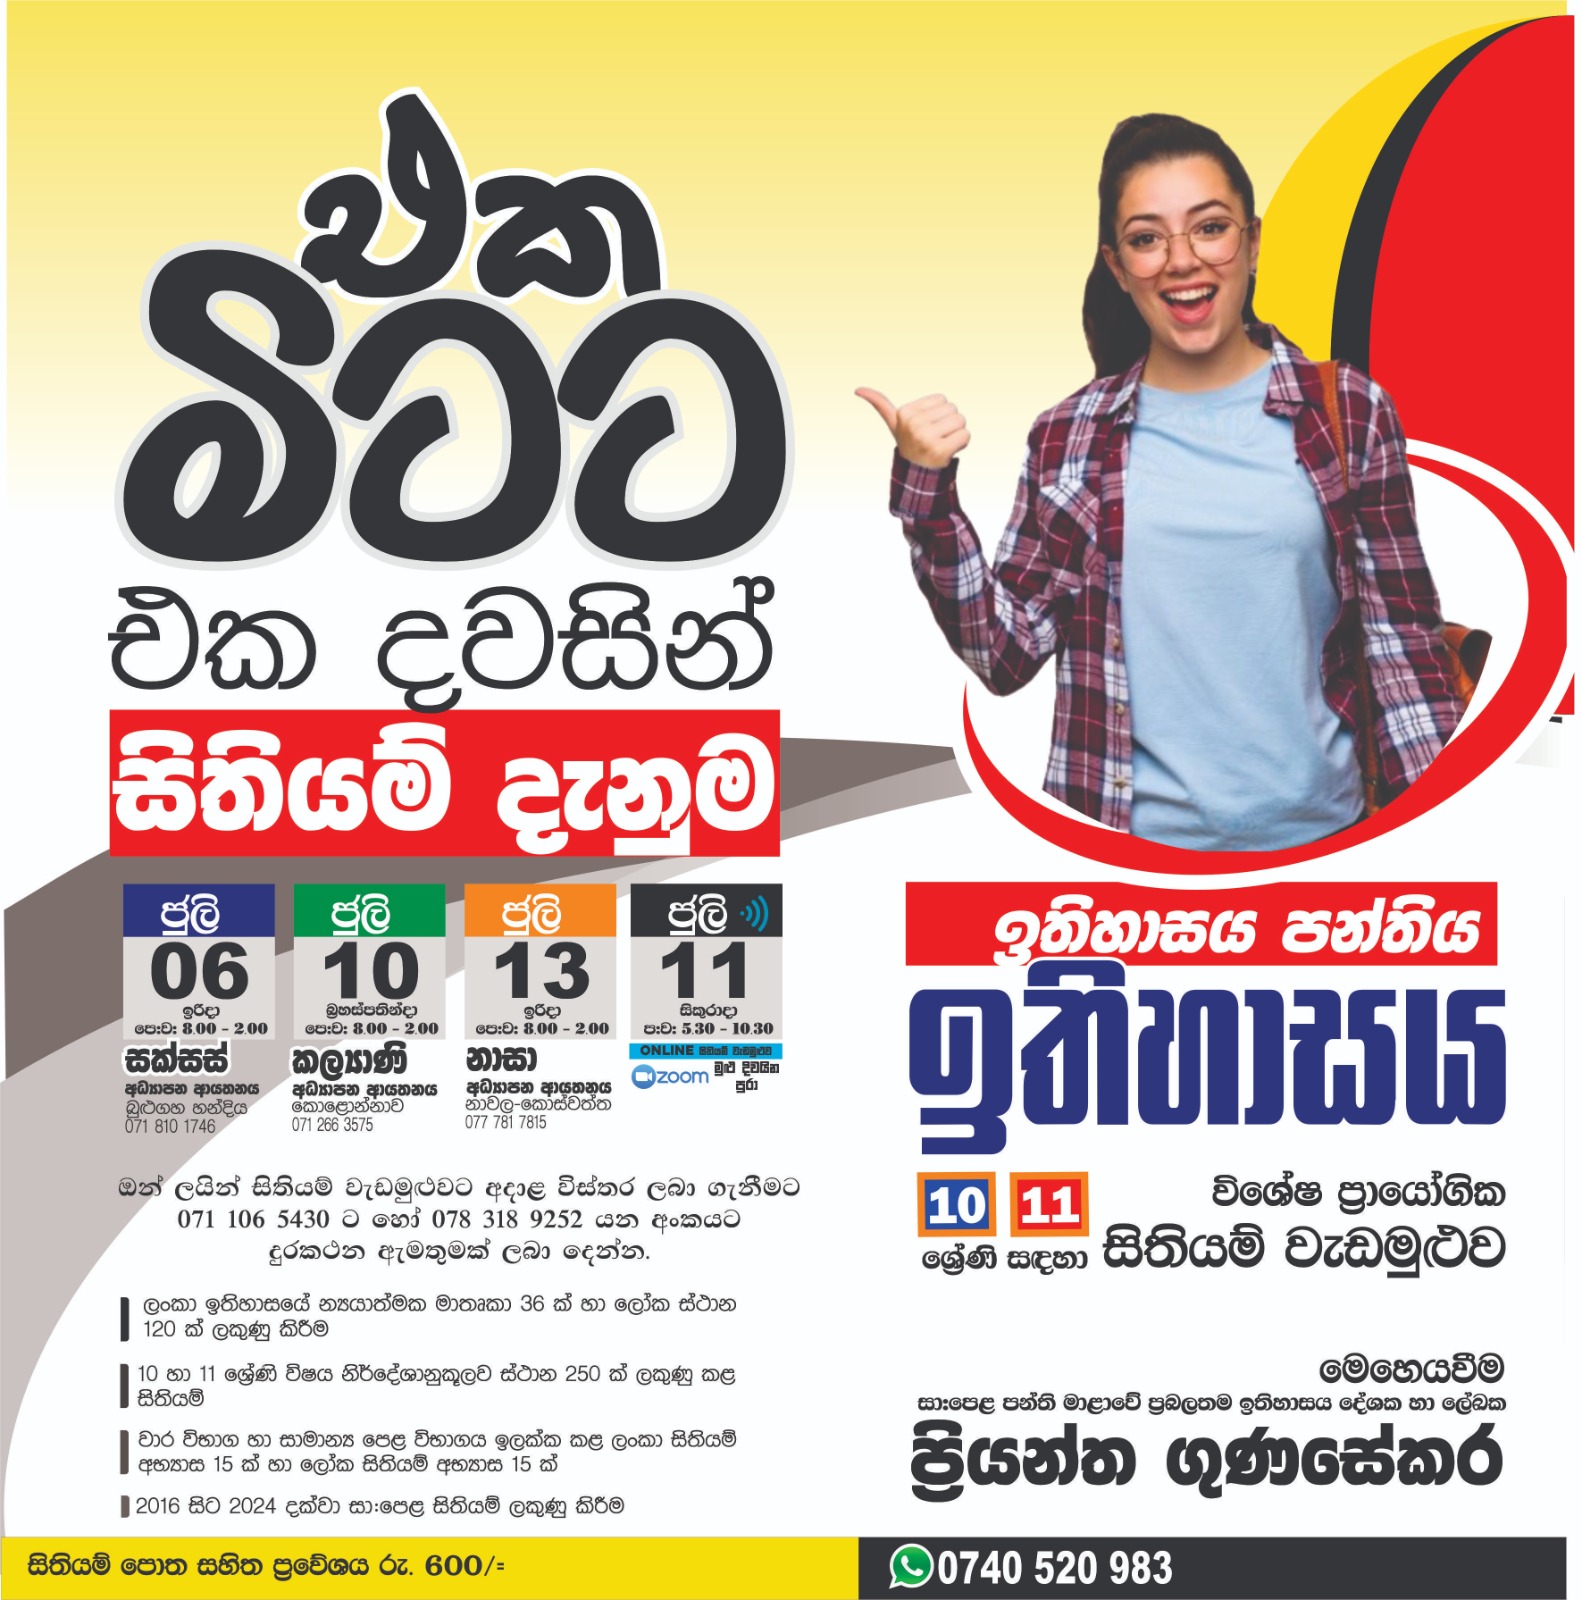 ඒක
මිටට
එක දවසින්
සිතියම් දැනුම
ජුලි
06
ඉරිදා
පෙ:ව: 8.00 - 2.00
සක්සස්
අධ්‍යාපන ආයතනය
බුළුගහ හන්දිය
071 810 1746
ජුලි
10
බ්‍රහස්පතින්දා
පෙ:ව: 8.00 - 2.00
කල්‍යාණි
අධ්‍යාපන ආයතනය
කොළොන්නාව
071 266 3575
ජුලි
13
ඉරිදා
පෙ:ව: 8.00 - 2.00
නාසා
අධ්‍යාපන ආයතනය
නාවල-කොස්වත්ත
077 781 7815
ජුලි
11
සිකුරාදා
ප:ව: 5.30 - 10.30
ONLINE සිතියම් වැඩමුළුව
zoom මුළු දිවයින
පුරා
ඔන් ලයින් සිතියම් වැඩමුළුවට අදාළ විස්තර ලබා ගැනීමට
071 106 5430 ට හෝ 078 318 9252 යන අංකයට
දුරකථන ඇමතුමක් ලබා දෙන්න.
ලංකා ඉතිහාසයේ න්‍යයාත්මක මාතෘකා 36 ක් හා ලෝක ස්ථාන
120 ක් ලකුණු කිරීම
10 හා 11 ශ්‍රේණි විෂය නිර්දේශානුකූලව ස්ථාන 250 ක් ලකුණු කළ
සිතියම්
වාර විභාග හා සාමාන්‍ය පෙළ විභාගය ඉලක්ක කළ ලංකා සිතියම්
අභ්‍යාස 15 ක් හා ලෝක සිතියම් අභ්‍යාස 15 ක්
2016 සිට 2024 දක්වා සා:පෙළ සිතියම් ලකුණු කිරීම
සිතියම් පොත සහිත ප්‍රවේශය රු. 600/=
ඉතිහාසය පන්තිය
ඉතිහාසය
10 11
ශ්‍රේණි සඳහා
විශේෂ ප්‍රායෝගික
සිතියම් වැඩමුළුව
මෙහෙයවීම
සා:පෙළ පන්ති මාළාවේ ප්‍රබලතම ඉතිහාසය දේශක හා ලේඛක
ප්‍රියන්ත ගුණසේකර
0740 520 983